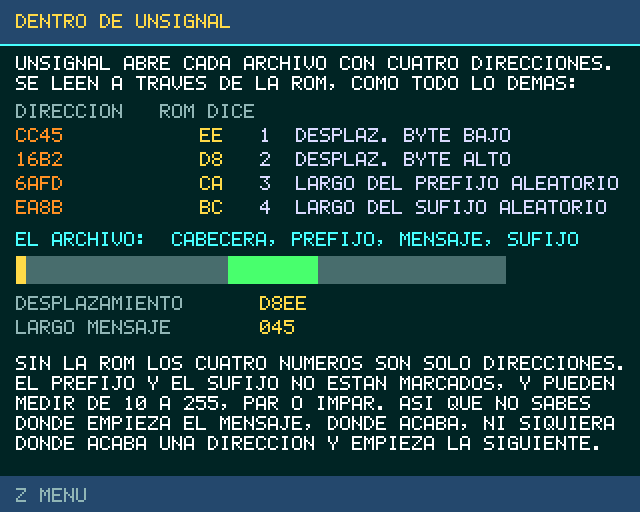 DENTRO DE UNSIGNAL
UNSIGNAL ABRE CADA ARCHIVO CON CUATRO DIRECCIONES.
SE LEEN A TRAVES DE LA ROM, COMO TODO LO DEMAS:
DIRECCION ROM DICE
CC45 EE 1 DESPLAZ. BYTE BAJO
16B2 D8 2 DESPLAZ. BYTE ALTO
6AFD CA 3 LARGO DEL PREFIJO ALEATORIO
EA8B BC 4 LARGO DEL SUFIJO ALEATORIO
EL ARCHIVO: CABECERA, PREFIJO, MENSAJE, SUFIJO
DESPLAZAMIENTO D8EE
LARGO MENSAJE 045
SIN LA ROM LOS CUATRO NUMEROS SON SOLO DIRECCIONES.
EL PREFIJO Y EL SUFIJO NO ESTAN MARCADOS, Y PUEDEN
MEDIR DE 10 A 255, PAR O IMPAR. ASI QUE NO SABES
DONDE EMPIEZA EL MENSAJE, DONDE ACABA, NI SIQUIERA
DONDE ACABA UNA DIRECCION Y EMPIEZA LA SIGUIENTE.
Z MENU